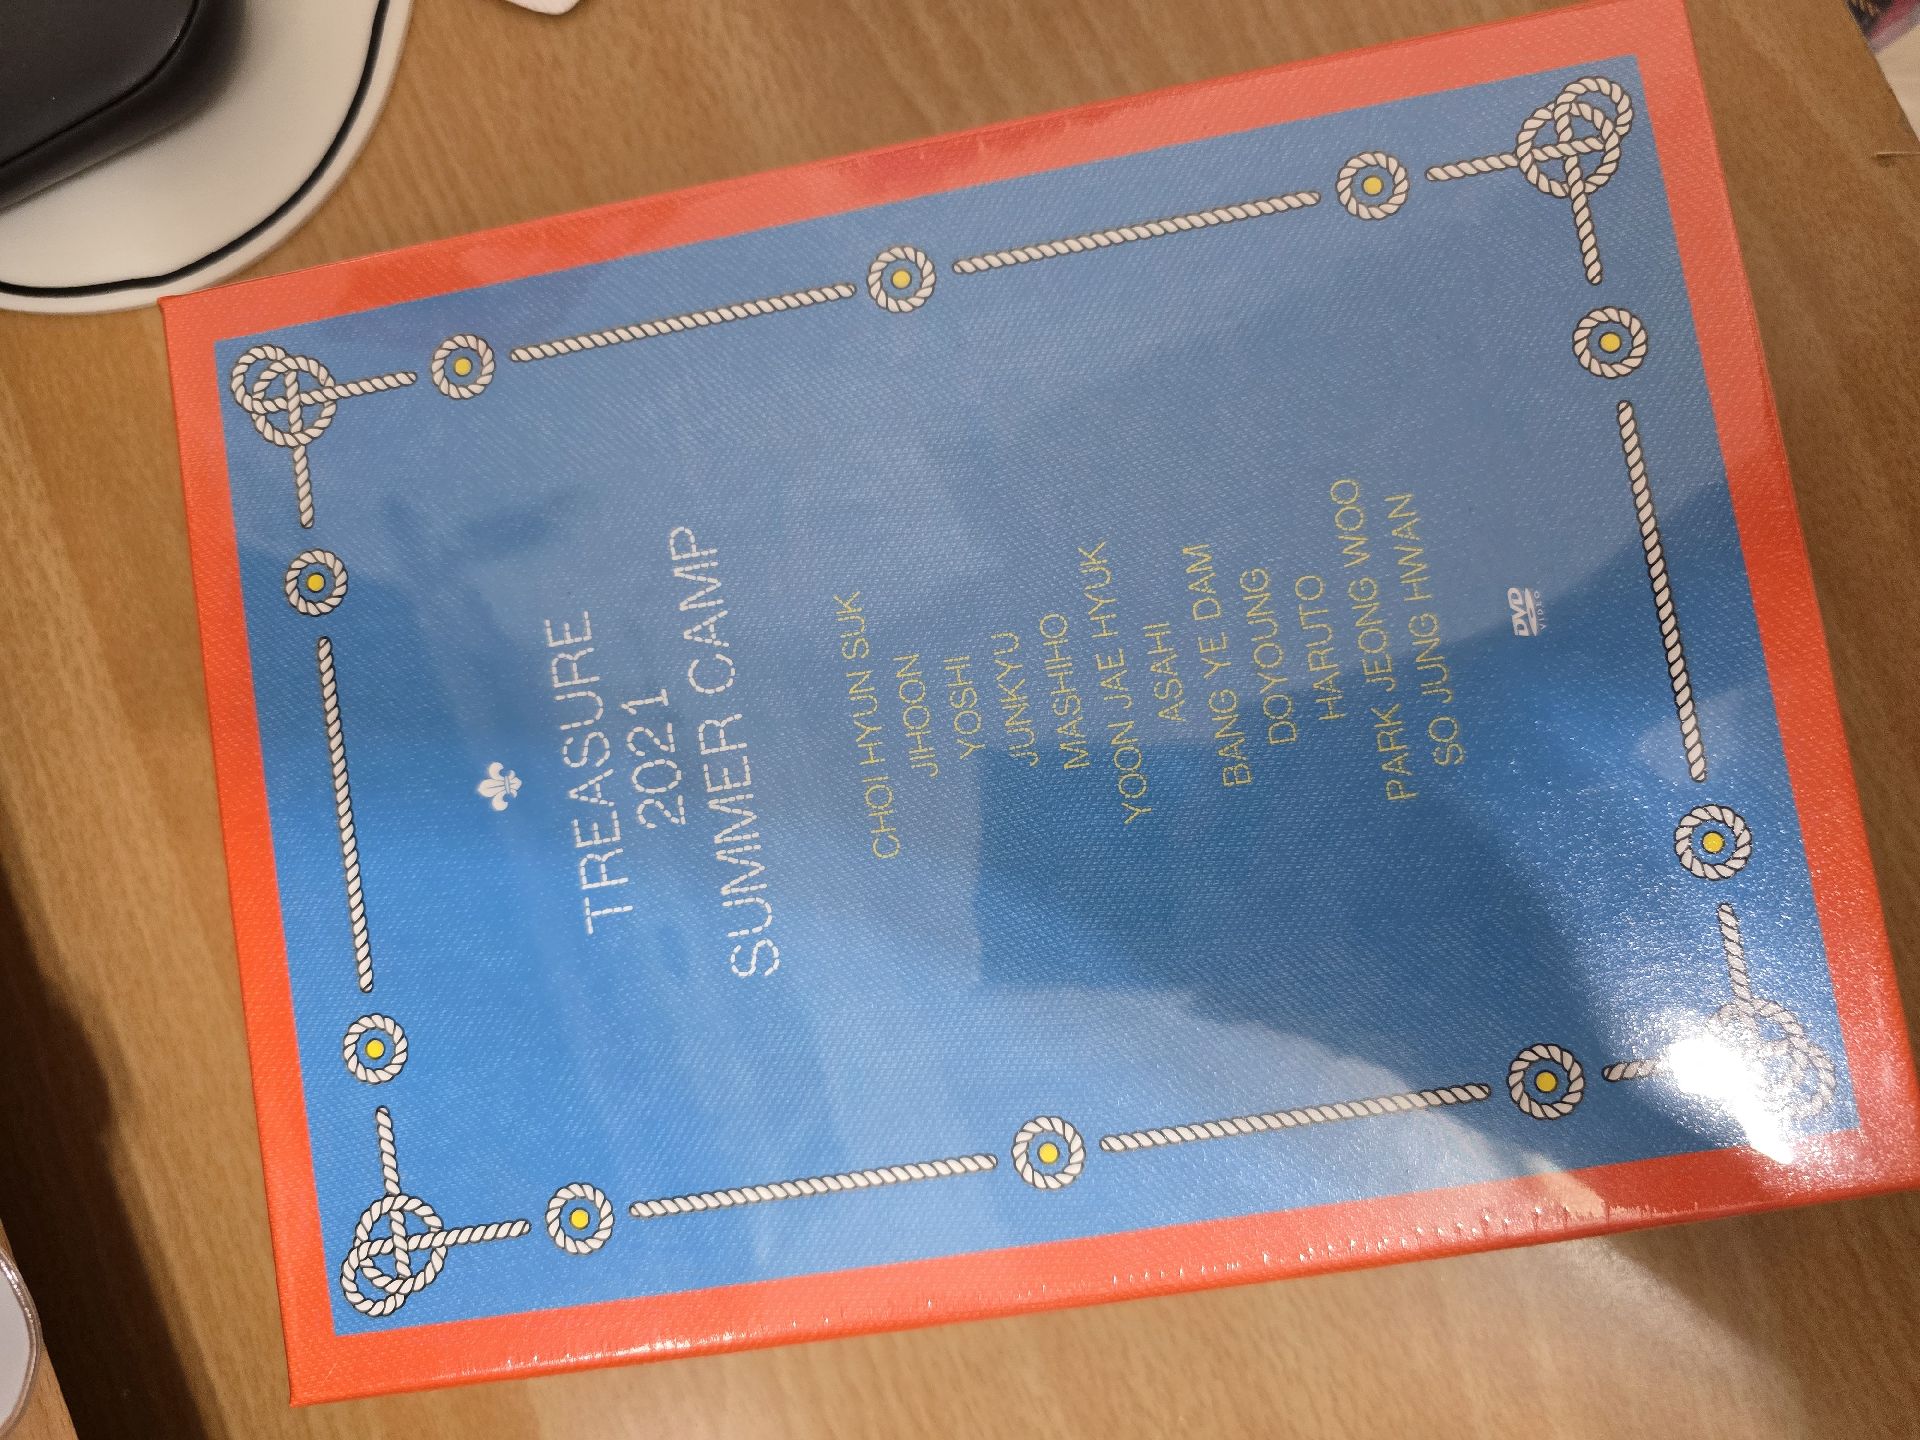 TREASURE
2021
SUMMER CAMP
CHOI HYUN SUK
JIHOON
YOSHI
JUNKYU
MASHIHO
YOON JAE HYUK
ASAHI
BANG YE DAM
DOYOUNG
HARUTO
PARK JEONG WOO
SO JUNG HWAN
DVD
VIDEO